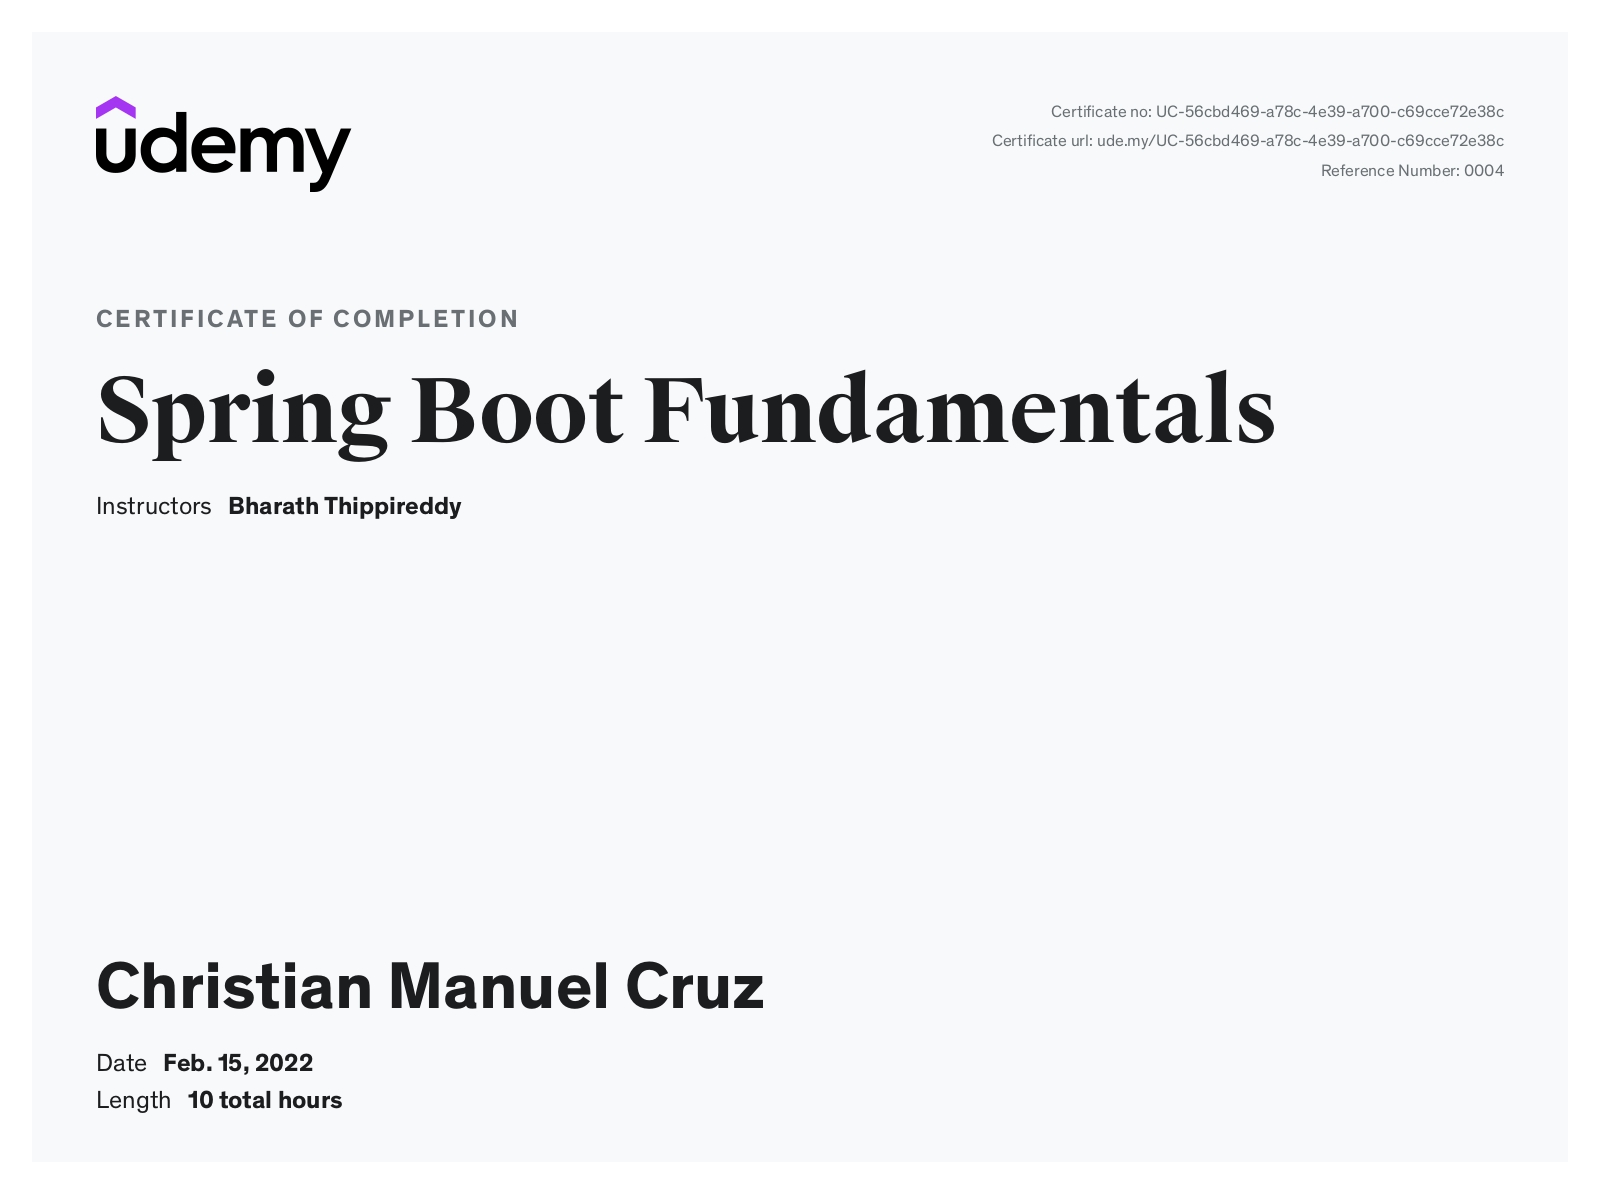 udemy
Certificate no: UC-56cbd469-a78c-4e39-a700-c69cce72e38c
Certificate url: ude.my/UC-56cbd469-a78c-4e39-a700-c69cce72e38c
Reference Number: 0004
CERTIFICATE OF COMPLETION
Spring Boot Fundamentals
Instructors Bharath Thippireddy
Christian Manuel Cruz
Date Feb. 15, 2022
Length 10 total hours